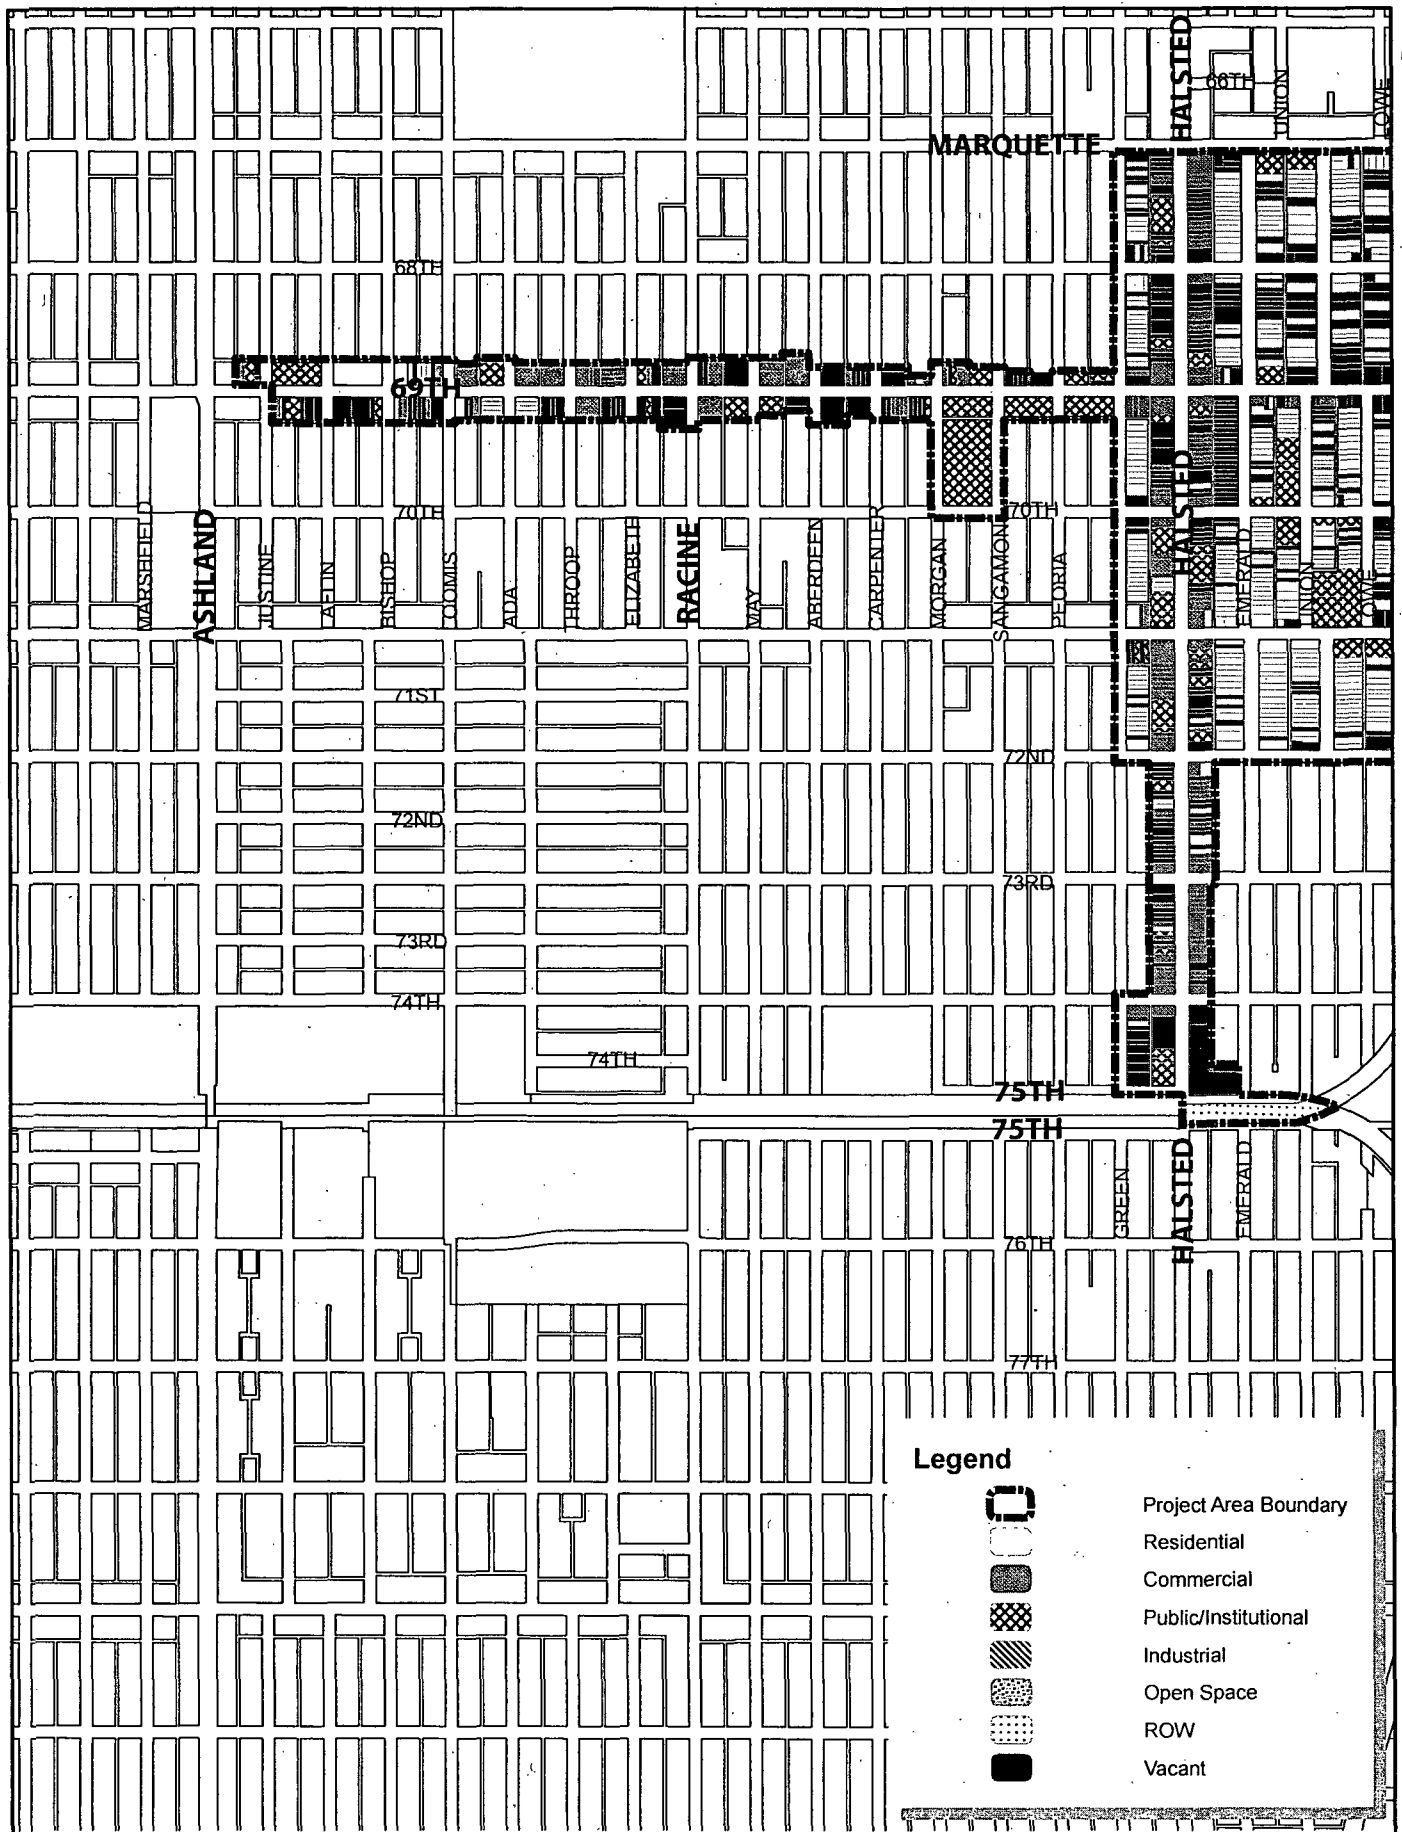 HALSTED
66TH
UNION
LOWE
MARQUETTE
68TH
69TH
HALSTED
70TH
70TH
MARSHFIELD
ASHLAND
JUSTINE
LAFLIN
BISHOP
LOOMIS
ADA
THROOP
ELIZABETH
RACINE
MAY
ABERDEEN
CARPENTER
MORGAN
SANGAMON
PEORIA
EMERALD
UNION
LOWE
71ST
72ND
72ND
73RD
73RD
74TH
74TH
75TH
75TH
GREEN
HALSTED
EMERALD
76TH
77TH
Legend
Project Area Boundary
Residential
Commercial
Public/Institutional
Industrial
Open Space
ROW
Vacant